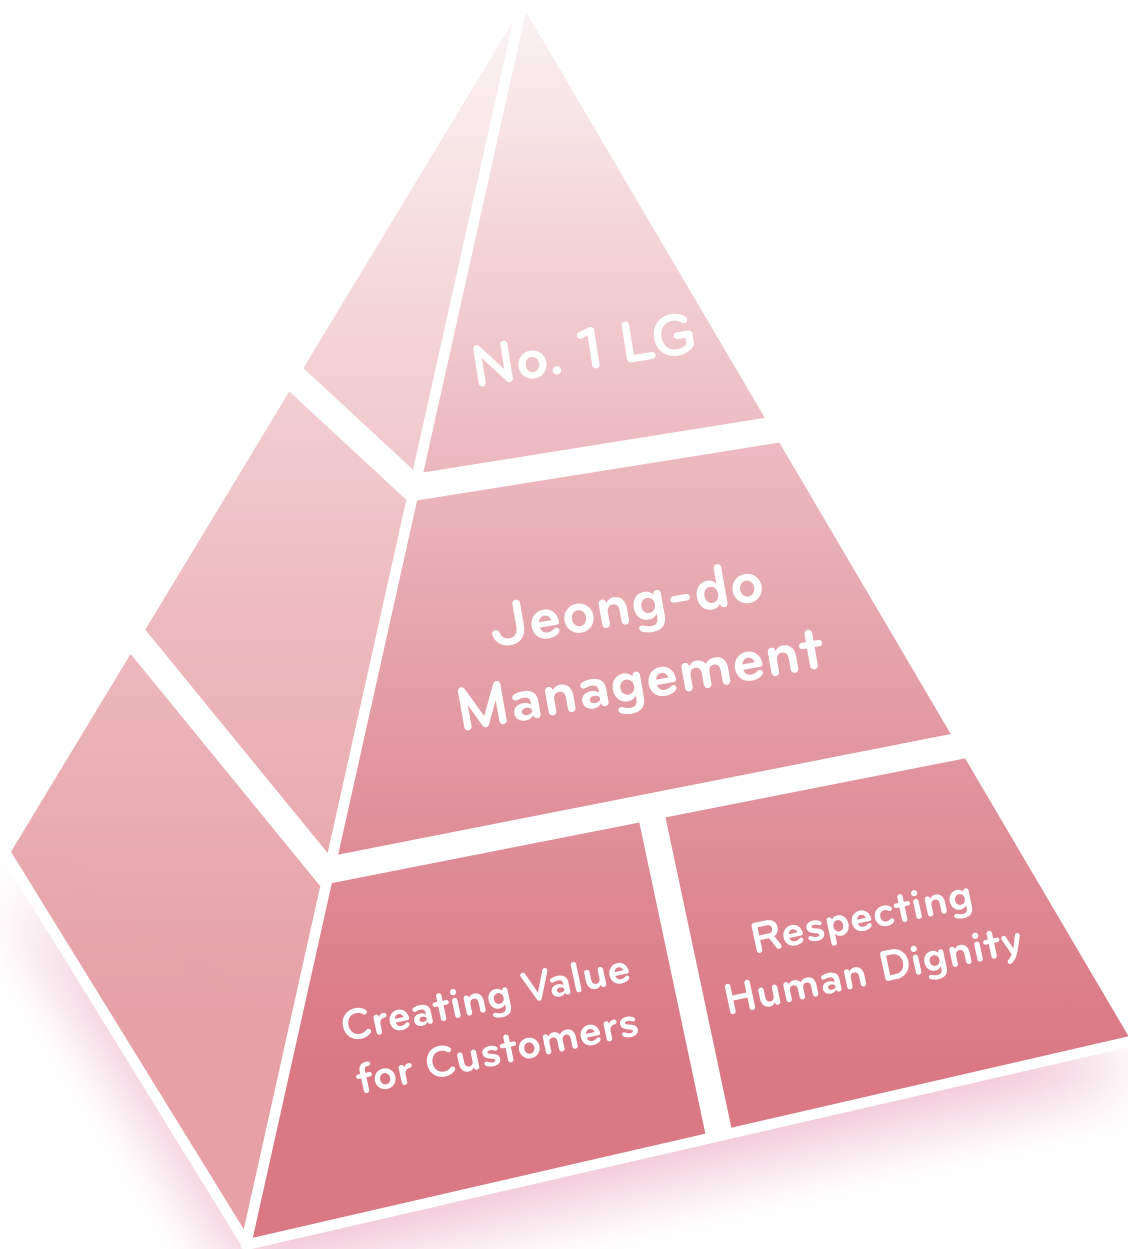 No. 1 LG
Jeong-do
Management
Creating Value
for Customers
Respecting
Human Dignity